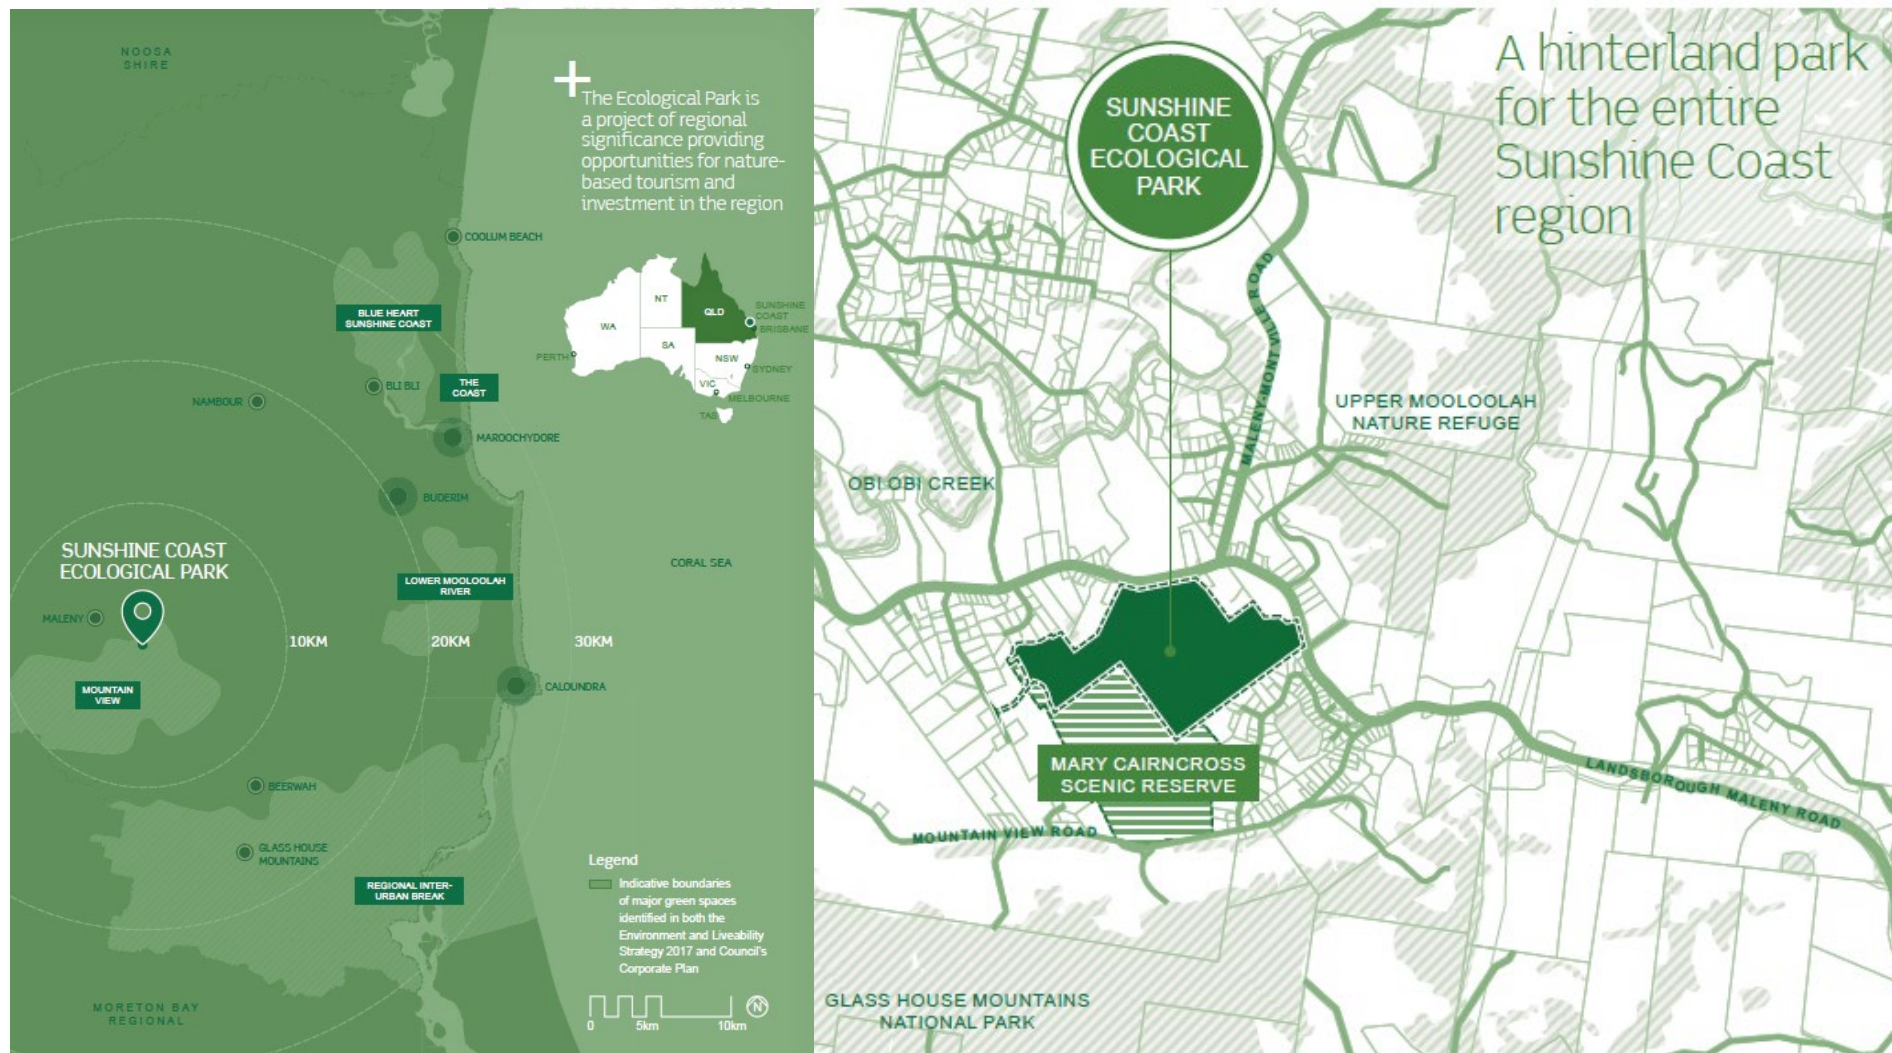 NOOSA
SHIRE
The Ecological Park is
a project of regional
significance providing
opportunities for nature-
based tourism and
investment in the region
COOLUM BEACH
BLUE HEART
SUNSHINE COAST
NT
QLD
WA
SA
NSW
VIC
TAS
SUNSHINE
COAST
BRISBANE
PERTH
SYDNEY
MELBOURNE
BLI BLI
THE
COAST
NAMBOUR
MAROOCHYDORE
BUDERIM
SUNSHINE COAST
ECOLOGICAL PARK
CORAL SEA
LOWER MOOLOOLAH
RIVER
MALENY
10KM
20KM
30KM
MOUNTAIN
VIEW
CALOUNDRA
BEERWAH
GLASS HOUSE
MOUNTAINS
REGIONAL INTER-
URBAN BREAK
Legend
Indicative boundaries
of major green spaces
identified in both the
Environment and Liveability
Strategy 2017 and Council's
Corporate Plan
0 5km 10km
N
MORETON BAY
REGIONAL
A hinterland park
for the entire
Sunshine Coast
region
SUNSHINE
COAST
ECOLOGICAL
PARK
MALENY-MONTVILLE ROAD
UPPER MOOLOOLAH
NATURE REFUGE
OBI OBI CREEK
MARY CAIRNCROSS
SCENIC RESERVE
MOUNTAIN VIEW ROAD
LANDSBOROUGH MALENY ROAD
GLASS HOUSE MOUNTAINS
NATIONAL PARK